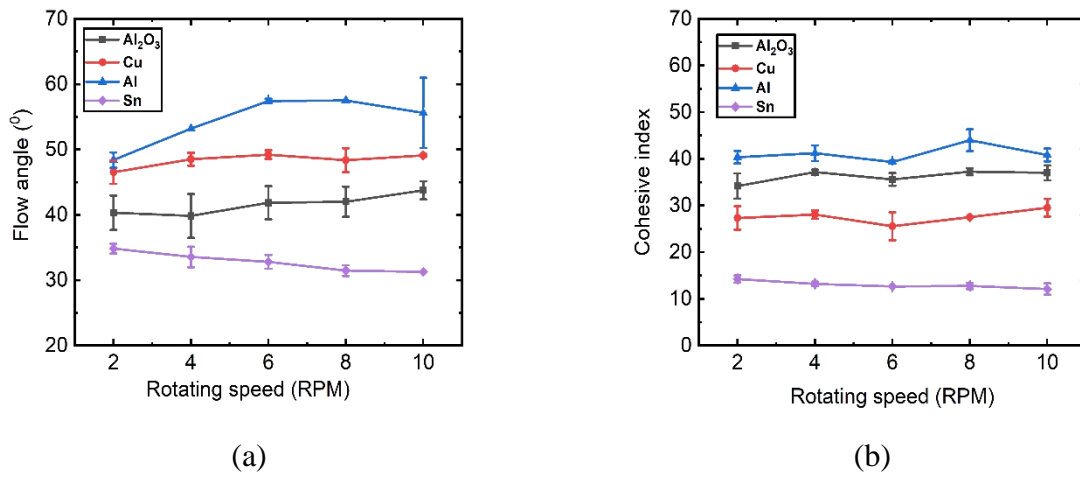 70
60
50
40
30
20
Flow angle (⁰)
Al₂O₃
Cu
Al
Sn
2 4 6 8 10
Rotating speed (RPM)
(a)
70
60
50
40
30
20
10
0
Cohesive index
Al₂O₃
Cu
Al
Sn
2 4 6 8 10
Rotating speed (RPM)
(b)